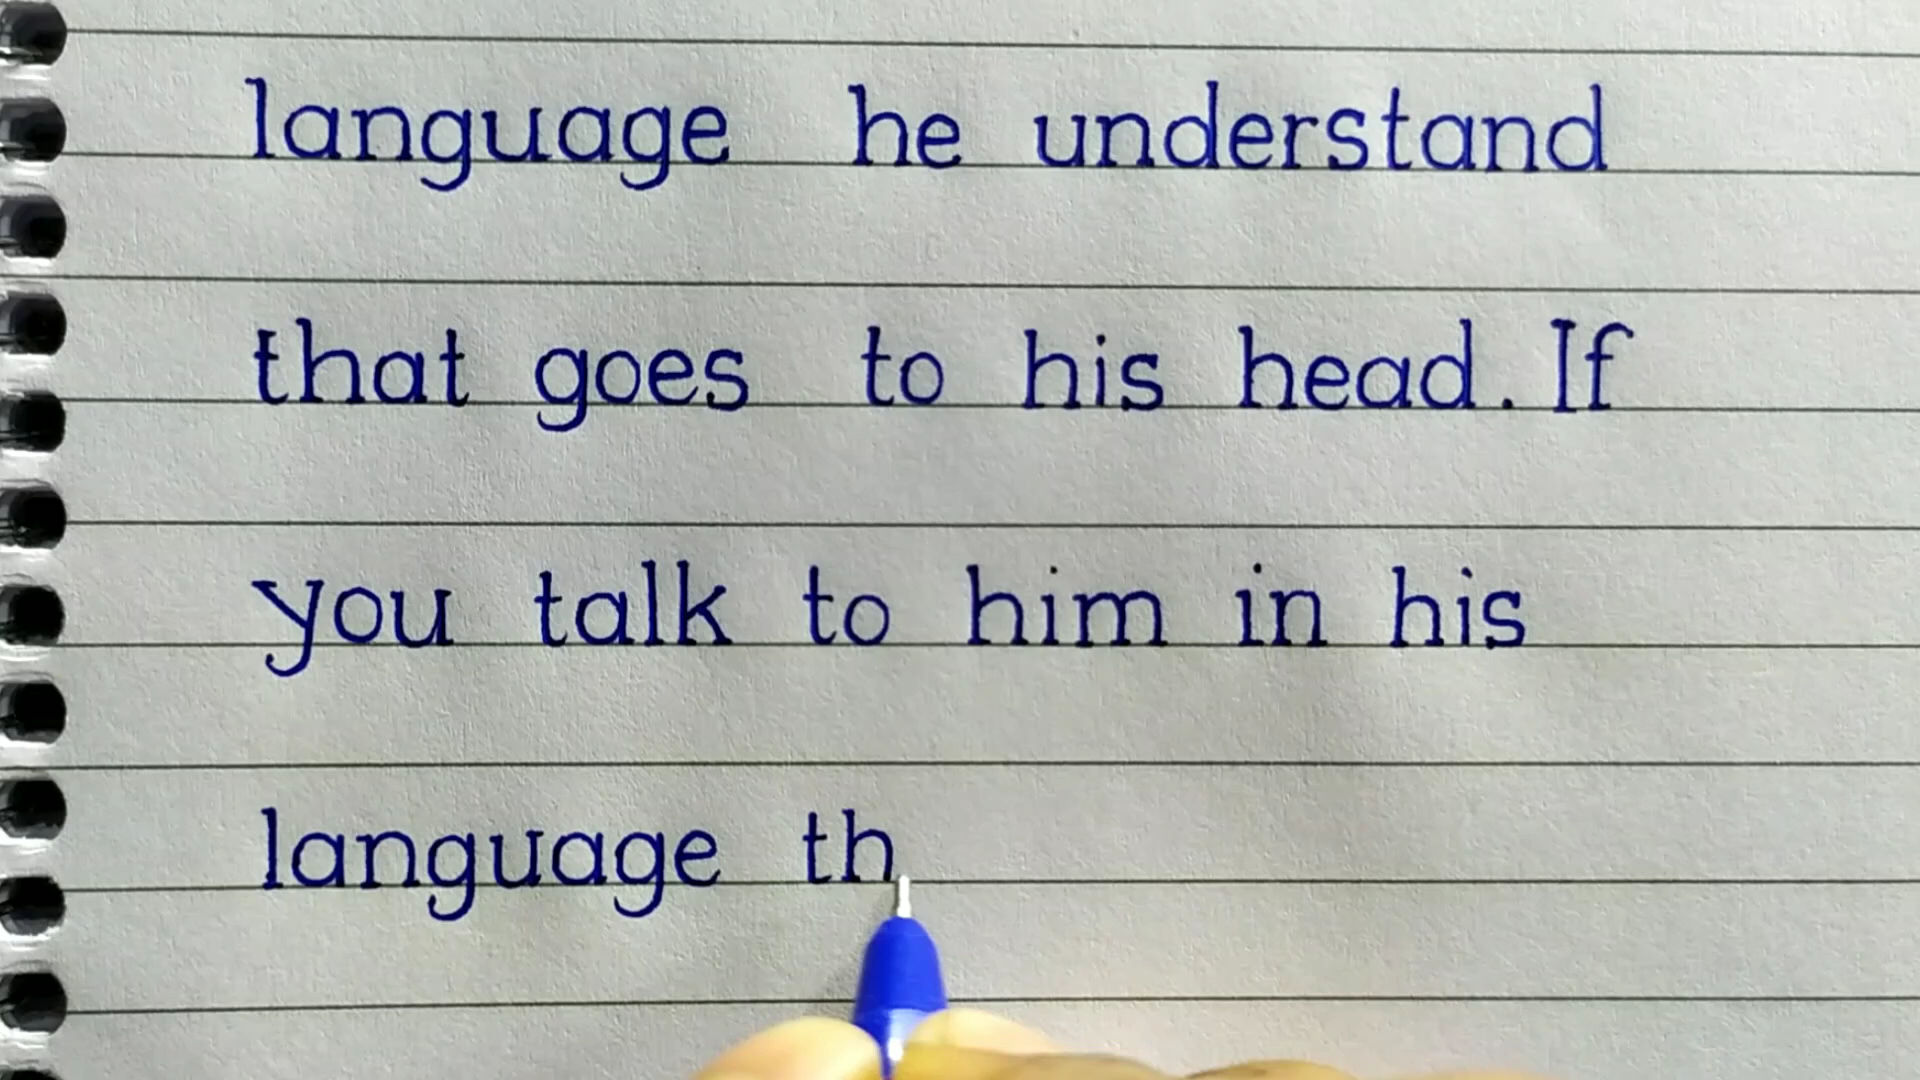 language he understand
that goes to his head. If
you talk to him in his
language th